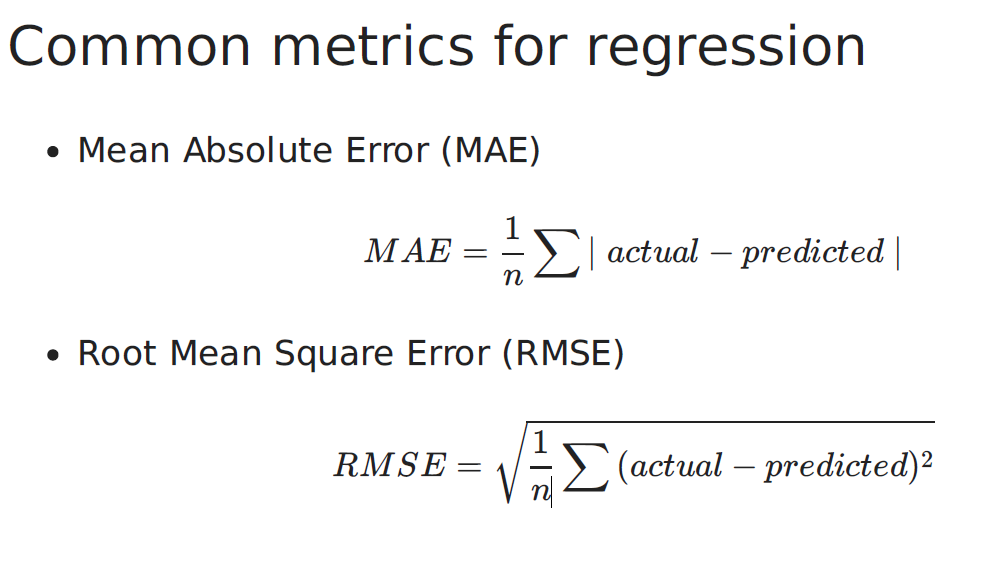 Common metrics for regression
• Mean Absolute Error (MAE)
MAE = \frac{1}{n} \sum | actual − predicted |
• Root Mean Square Error (RMSE)
RMSE = \sqrt{\frac{1}{n} \sum (actual − predicted)^2}